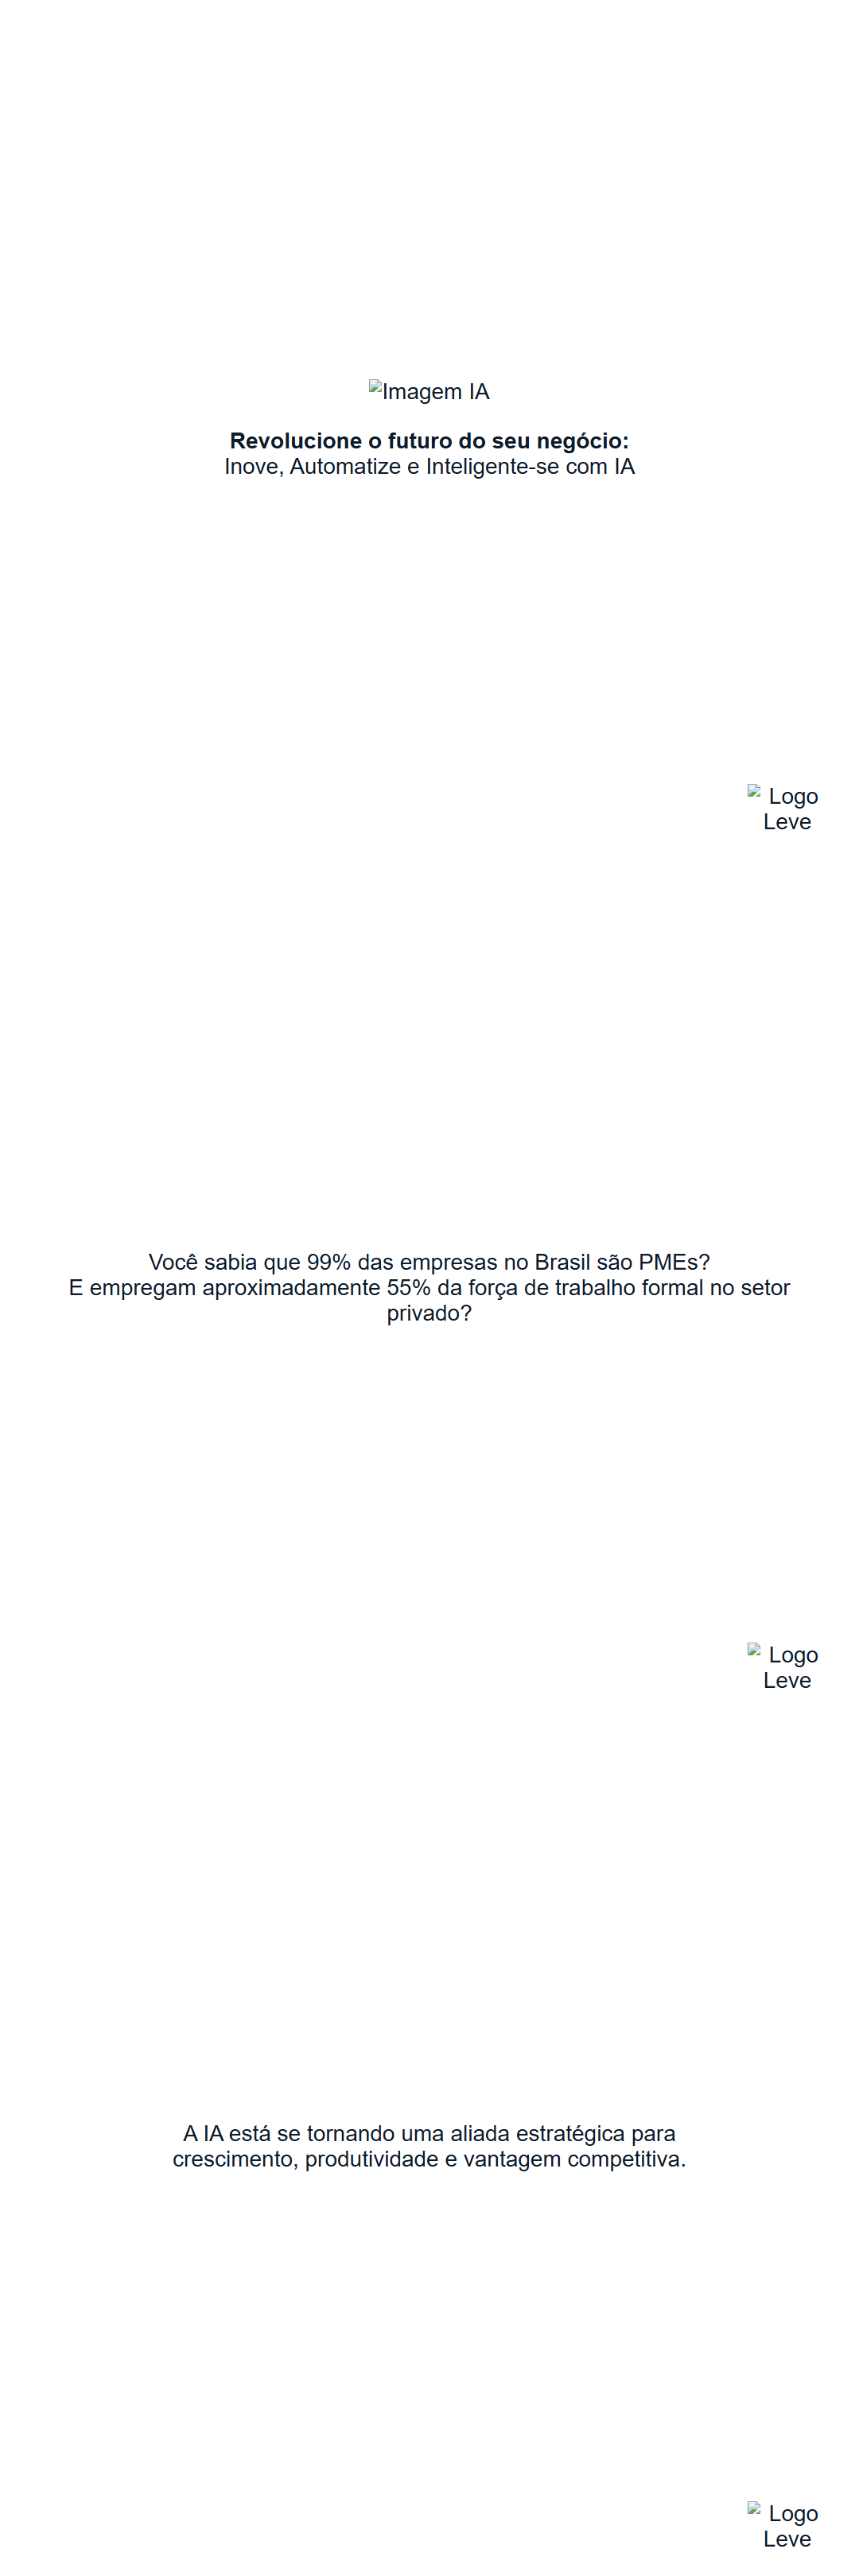 Imagem IA
Revolucione o futuro do seu negócio:
Inove, Automatize e Inteligente-se com IA
Logo
Leve
Você sabia que 99% das empresas no Brasil são PMEs?
E empregam aproximadamente 55% da força de trabalho formal no setor
privado?
Logo
Leve
A IA está se tornando uma aliada estratégica para
crescimento, produtividade e vantagem competitiva.
Logo
Leve